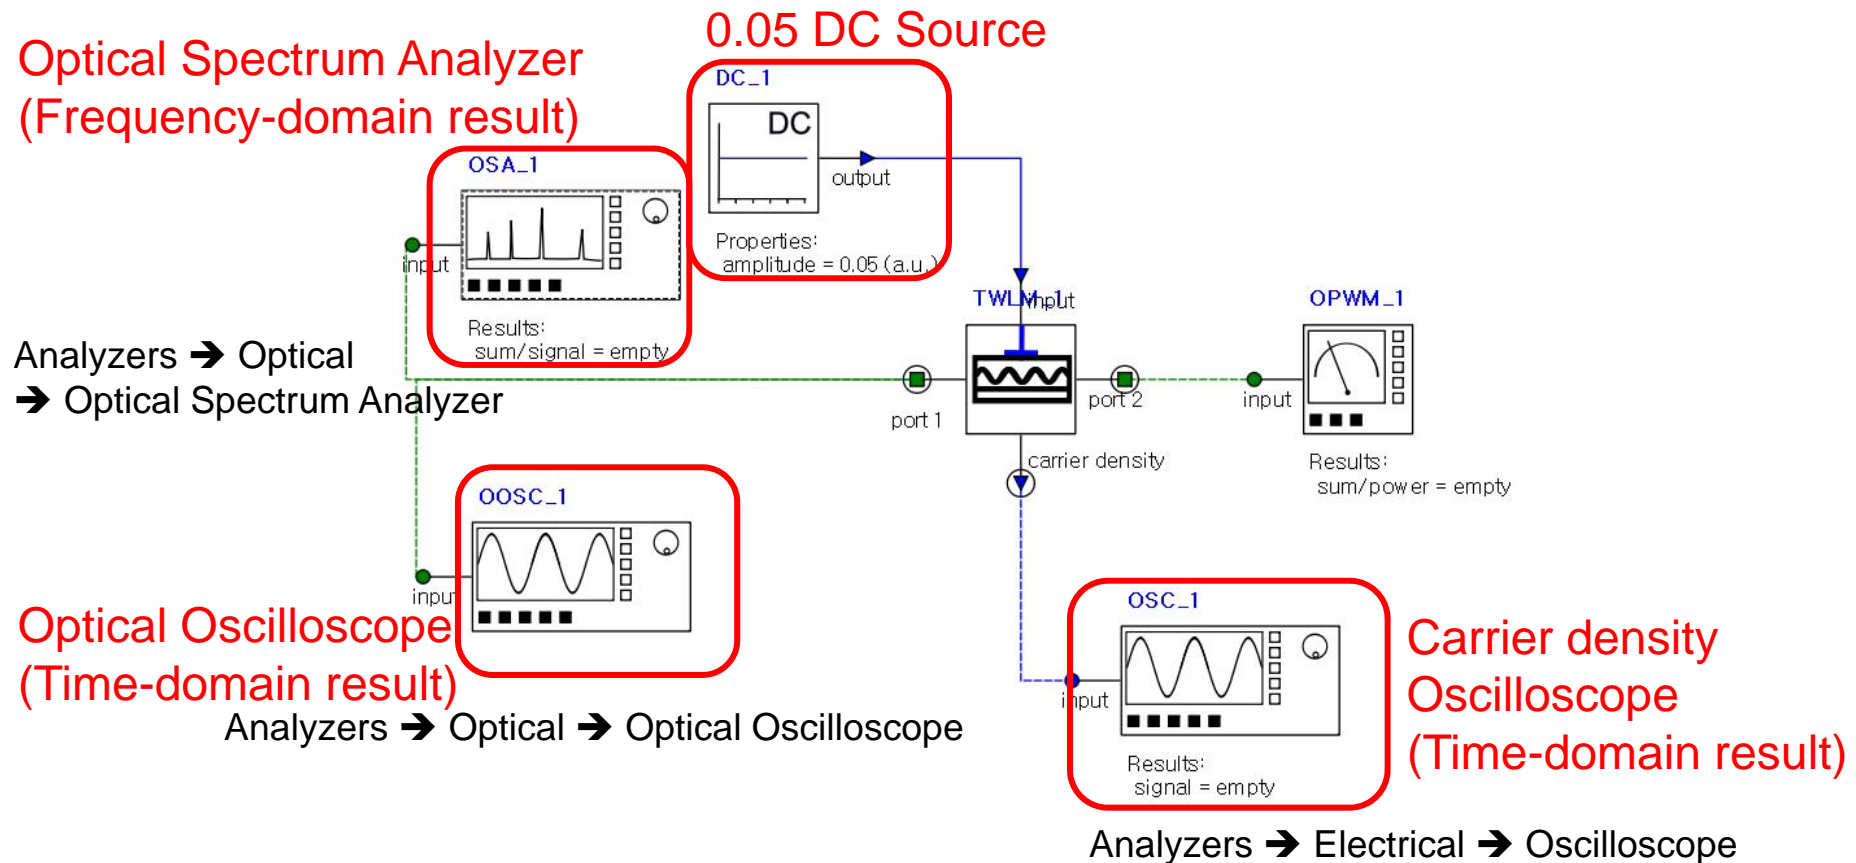 0.05 DC Source
Optical Spectrum Analyzer
(Frequency-domain result)
DC_1
DC
output
Properties:
amplitude = 0.05 (a.u.)
OSA_1
input
Results:
sum/signal = empty
Analyzers ➔ Optical
➔ Optical Spectrum Analyzer
TWLM_1
input
port 1
port 2
carrier density
OPWM_1
input
Results:
sum/power = empty
OOSC_1
input
Optical Oscilloscope
(Time-domain result)
Analyzers ➔ Optical ➔ Optical Oscilloscope
OSC_1
input
Results:
signal = empty
Carrier density
Oscilloscope
(Time-domain result)
Analyzers ➔ Electrical ➔ Oscilloscope